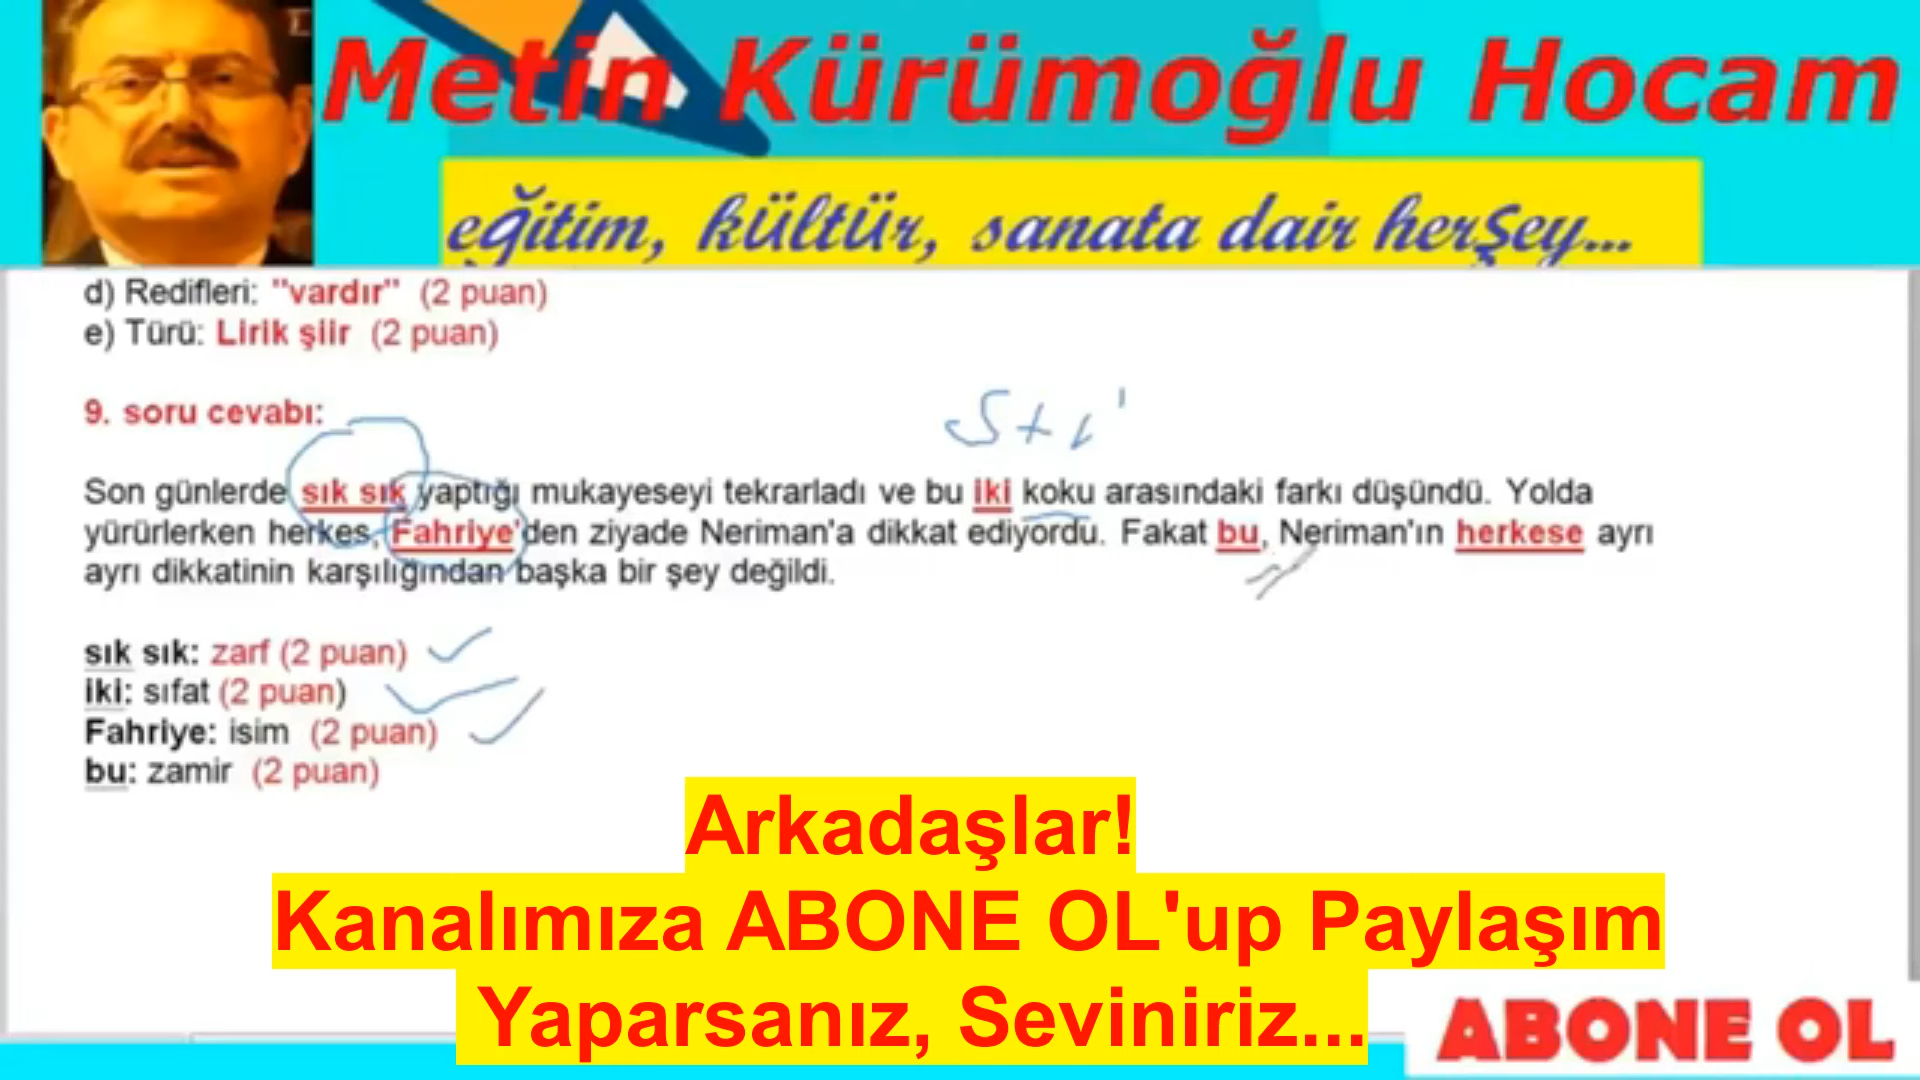 Metin Kürümoğlu Hocam
eğitim, kültür, sanata dair herşey...
d) Redifleri: "vardır" (2 puan)
e) Türü: Lirik şiir (2 puan)
9. soru cevabı:
S + i
Son günlerde sık sık yaptığı mukayeseyi tekrarladı ve bu iki koku arasındaki farkı düşündü. Yolda
yürürlerken herkes, Fahriye'den ziyade Neriman'a dikkat ediyordu. Fakat bu, Neriman'ın herkese ayrı
ayrı dikkatinin karşılığından başka bir şey değildi.
sık sık: zarf (2 puan)
iki: sıfat (2 puan)
Fahriye: isim (2 puan)
bu: zamir (2 puan)
Arkadaşlar!
Kanalımıza ABONE OL'up Paylaşım
Yaparsanız, Seviniriz...
ABONE OL